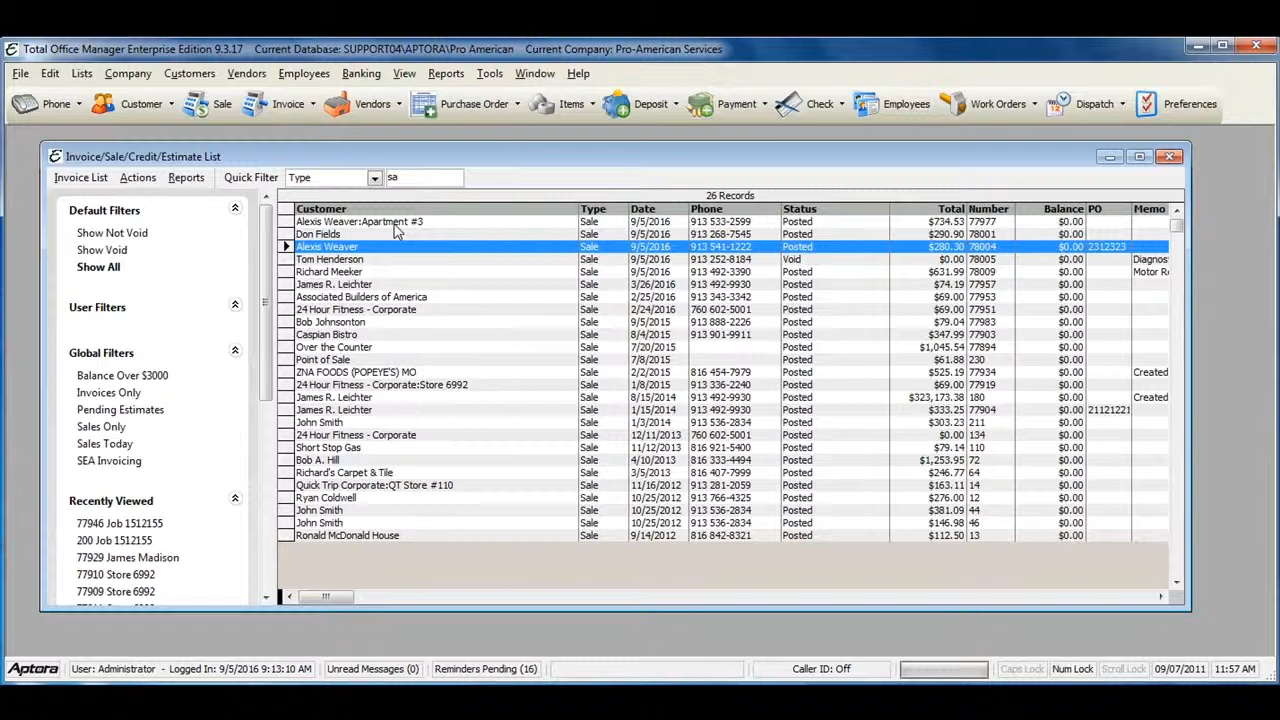 Total Office Manager Enterprise Edition 9.3.17 Current Database: SUPPORT04\APTORA\Pro American Current Company: Pro-American Services
File Edit Lists Company Customers Vendors Employees Banking View Reports Tools Window Help
Phone Customer Sale Invoice Vendors Purchase Order Items Deposit Payment Check Employees Work Orders Dispatch Preferences
Invoice/Sale/Credit/Estimate List
Invoice List Actions Reports Quick Filter Type sa
26 Records
Default Filters
Show Not Void
Show Void
Show All
User Filters
Global Filters
Balance Over $3000
Invoices Only
Pending Estimates
Sales Only
Sales Today
SEA Invoicing
Recently Viewed
77946 Job 1512155
200 Job 1512155
77929 James Madison
77910 Store 6992
77909 Store 6992
Customer Type Date Phone Status Total Number Balance PO Memo
Alexis Weaver:Apartment #3 Sale 9/5/2016 913 533-2599 Posted $734.53 77977 $0.00
Don Fields Sale 9/5/2016 913 268-7545 Posted $290.90 78001 $0.00
Alexis Weaver Sale 9/5/2016 913 541-1222 Posted $280.30 78004 $0.00 2312323
Tom Henderson Sale 9/5/2016 913 252-8184 Void $0.00 78005 $0.00 Diagnos
Richard Meeker Sale 9/5/2016 913 492-3390 Posted $631.99 78009 $0.00 Motor Re
James R. Leichter Sale 3/26/2016 913 492-9930 Posted $74.19 77957 $0.00
Associated Builders of America Sale 2/25/2016 913 343-3342 Posted $69.00 77953 $0.00
24 Hour Fitness - Corporate Sale 2/24/2016 760 602-5001 Posted $69.00 77951 $0.00
Bob Johnsonton Sale 9/5/2015 913 888-2226 Posted $79.04 77983 $0.00
Caspian Bistro Sale 8/4/2015 913 901-9911 Posted $347.99 77903 $0.00
Over the Counter Sale 7/20/2015 Posted $1,045.54 77894 $0.00
Point of Sale Sale 7/8/2015 Posted $61.88 230 $0.00
ZNA FOODS (POPEYE'S) MO Sale 2/2/2015 816 454-7979 Posted $525.19 77934 $0.00 Created
24 Hour Fitness - Corporate:Store 6992 Sale 1/8/2015 913 336-2240 Posted $69.00 77919 $0.00
James R. Leichter Sale 8/15/2014 913 492-9930 Posted $323,173.38 180 $0.00 Created
James R. Leichter Sale 1/15/2014 913 492-9930 Posted $333.25 77904 $0.00 21121221
John Smith Sale 1/3/2014 913 536-2834 Posted $303.23 211 $0.00
24 Hour Fitness - Corporate Sale 12/11/2013 760 602-5001 Posted $0.00 134 $0.00
Short Stop Gas Sale 11/12/2013 816 921-5400 Posted $79.14 110 $0.00
Bob A. Hill Sale 4/10/2013 816 333-4494 Posted $1,253.95 72 $0.00
Richard's Carpet & Tile Sale 3/5/2013 816 407-7999 Posted $246.77 64 $0.00
Quick Trip Corporate:QT Store #110 Sale 11/16/2012 913 281-2059 Posted $163.11 14 $0.00
Ryan Coldwell Sale 10/25/2012 913 766-4325 Posted $276.00 12 $0.00
John Smith Sale 10/25/2012 913 536-2834 Posted $381.09 44 $0.00
John Smith Sale 10/25/2012 913 536-2834 Posted $146.98 46 $0.00
Ronald McDonald House Sale 9/14/2012 816 842-8321 Posted $112.50 13 $0.00
Aptora User: Administrator - Logged In: 9/5/2016 9:13:10 AM Unread Messages (0) Reminders Pending (16) Caller ID: Off Caps Lock Num Lock Scroll Lock 09/07/2011 11:57 AM